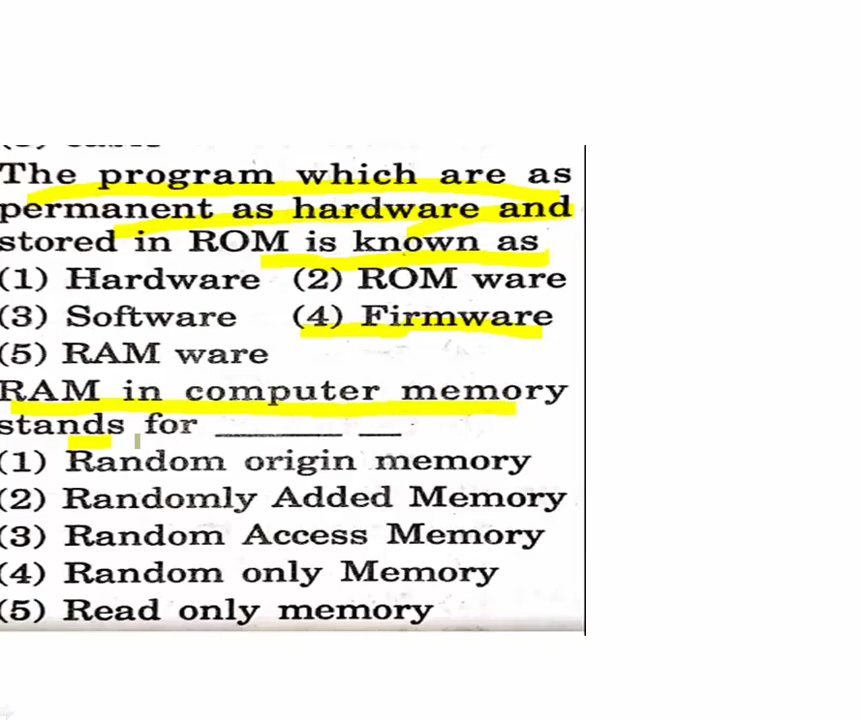 The program which are as
permanent as hardware and
stored in ROM is known as
(1) Hardware (2) ROM ware
(3) Software (4) Firmware
(5) RAM ware
RAM in computer memory
stands for ________ ___
(1) Random origin memory
(2) Randomly Added Memory
(3) Random Access Memory
(4) Random only Memory
(5) Read only memory